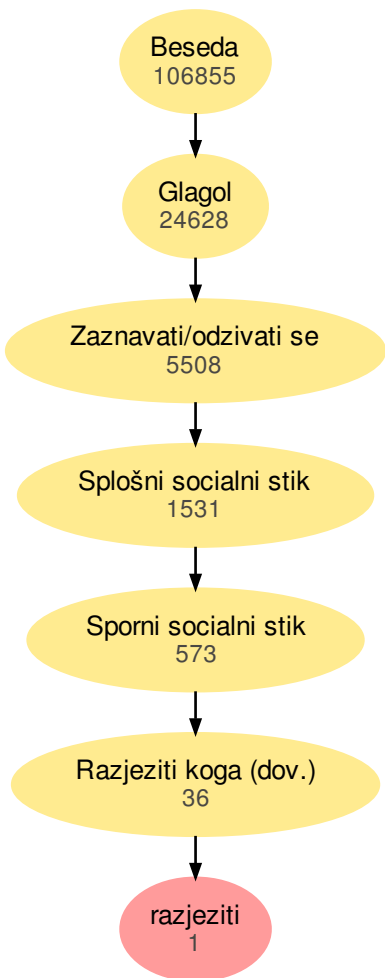 Beseda
106855
Glagol
24628
Zaznavati/odzivati se
5508
Splošni socialni stik
1531
Sporni socialni stik
573
Razjeziti koga (dov.)
36
razjeziti
1